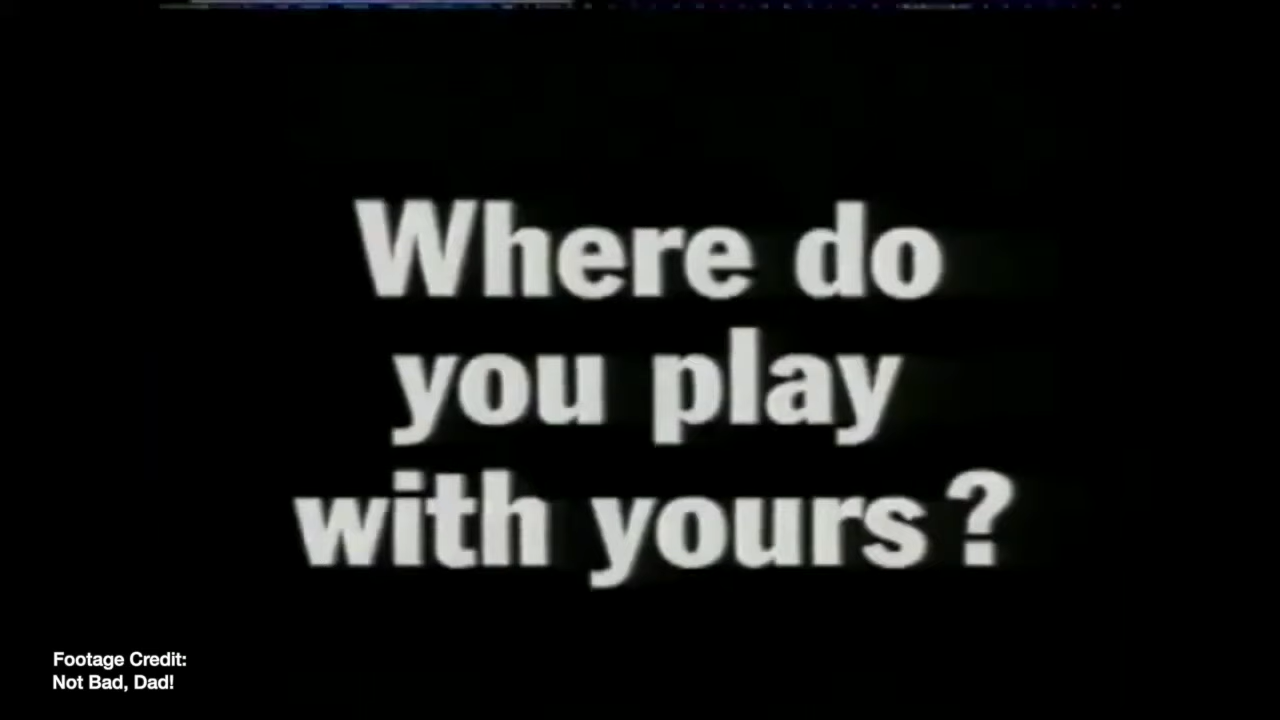 Where do
you play
with yours?
Footage Credit:
Not Bad, Dad!